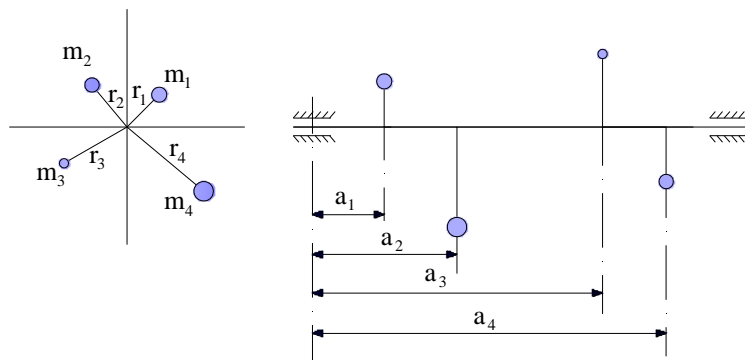 m₂
m₁
r₂
r₁
r₃
r₄
m₃
m₄
a₁
a₂
a₃
a₄